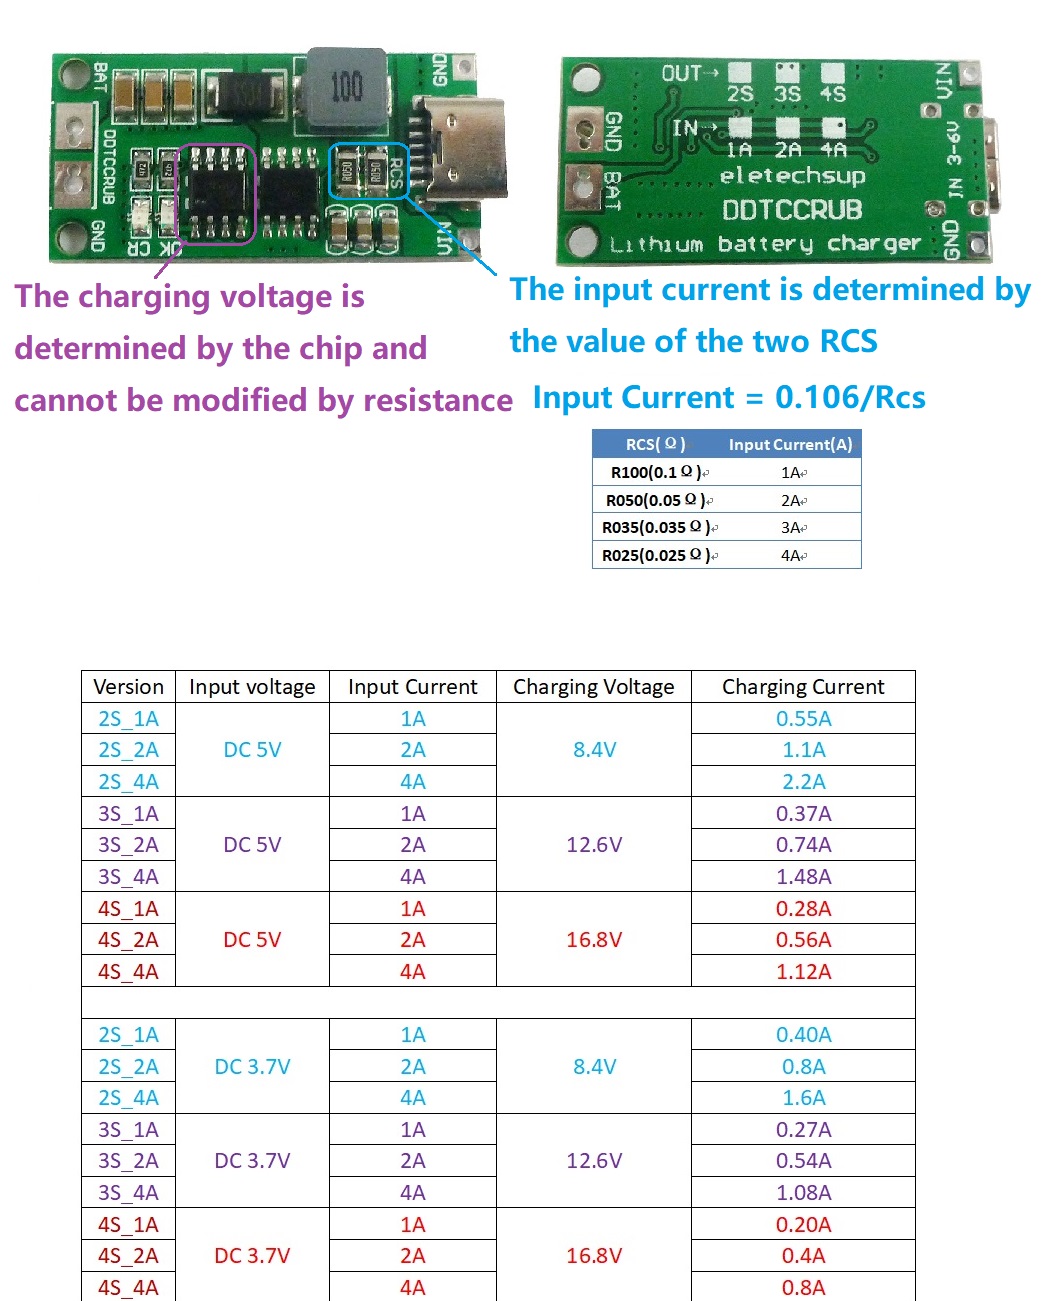 BAT
DDTCCRUB
GND
CR
OK
100
R050
R050
RCS
GND
VIN
OUT→
2S 3S 4S
IN→
1A 2A 4A
eletechsup
DDTCCRUB
Lithium battery charger
GND
BAT
VIN
IN 3-6V
GND
The charging voltage is
determined by the chip and
cannot be modified by resistance
The input current is determined by
the value of the two RCS
Input Current = 0.106/Rcs
RCS(Ω) Input Current(A)
R100(0.1Ω) 1A
R050(0.05Ω) 2A
R035(0.035Ω) 3A
R025(0.025Ω) 4A
Version Input voltage Input Current Charging Voltage Charging Current
2S_1A 1A 0.55A
2S_2A DC 5V 2A 8.4V 1.1A
2S_4A 4A 2.2A
3S_1A 1A 0.37A
3S_2A DC 5V 2A 12.6V 0.74A
3S_4A 4A 1.48A
4S_1A 1A 0.28A
4S_2A DC 5V 2A 16.8V 0.56A
4S_4A 4A 1.12A
2S_1A 1A 0.40A
2S_2A DC 3.7V 2A 8.4V 0.8A
2S_4A 4A 1.6A
3S_1A 1A 0.27A
3S_2A DC 3.7V 2A 12.6V 0.54A
3S_4A 4A 1.08A
4S_1A 1A 0.20A
4S_2A DC 3.7V 2A 16.8V 0.4A
4S_4A 4A 0.8A